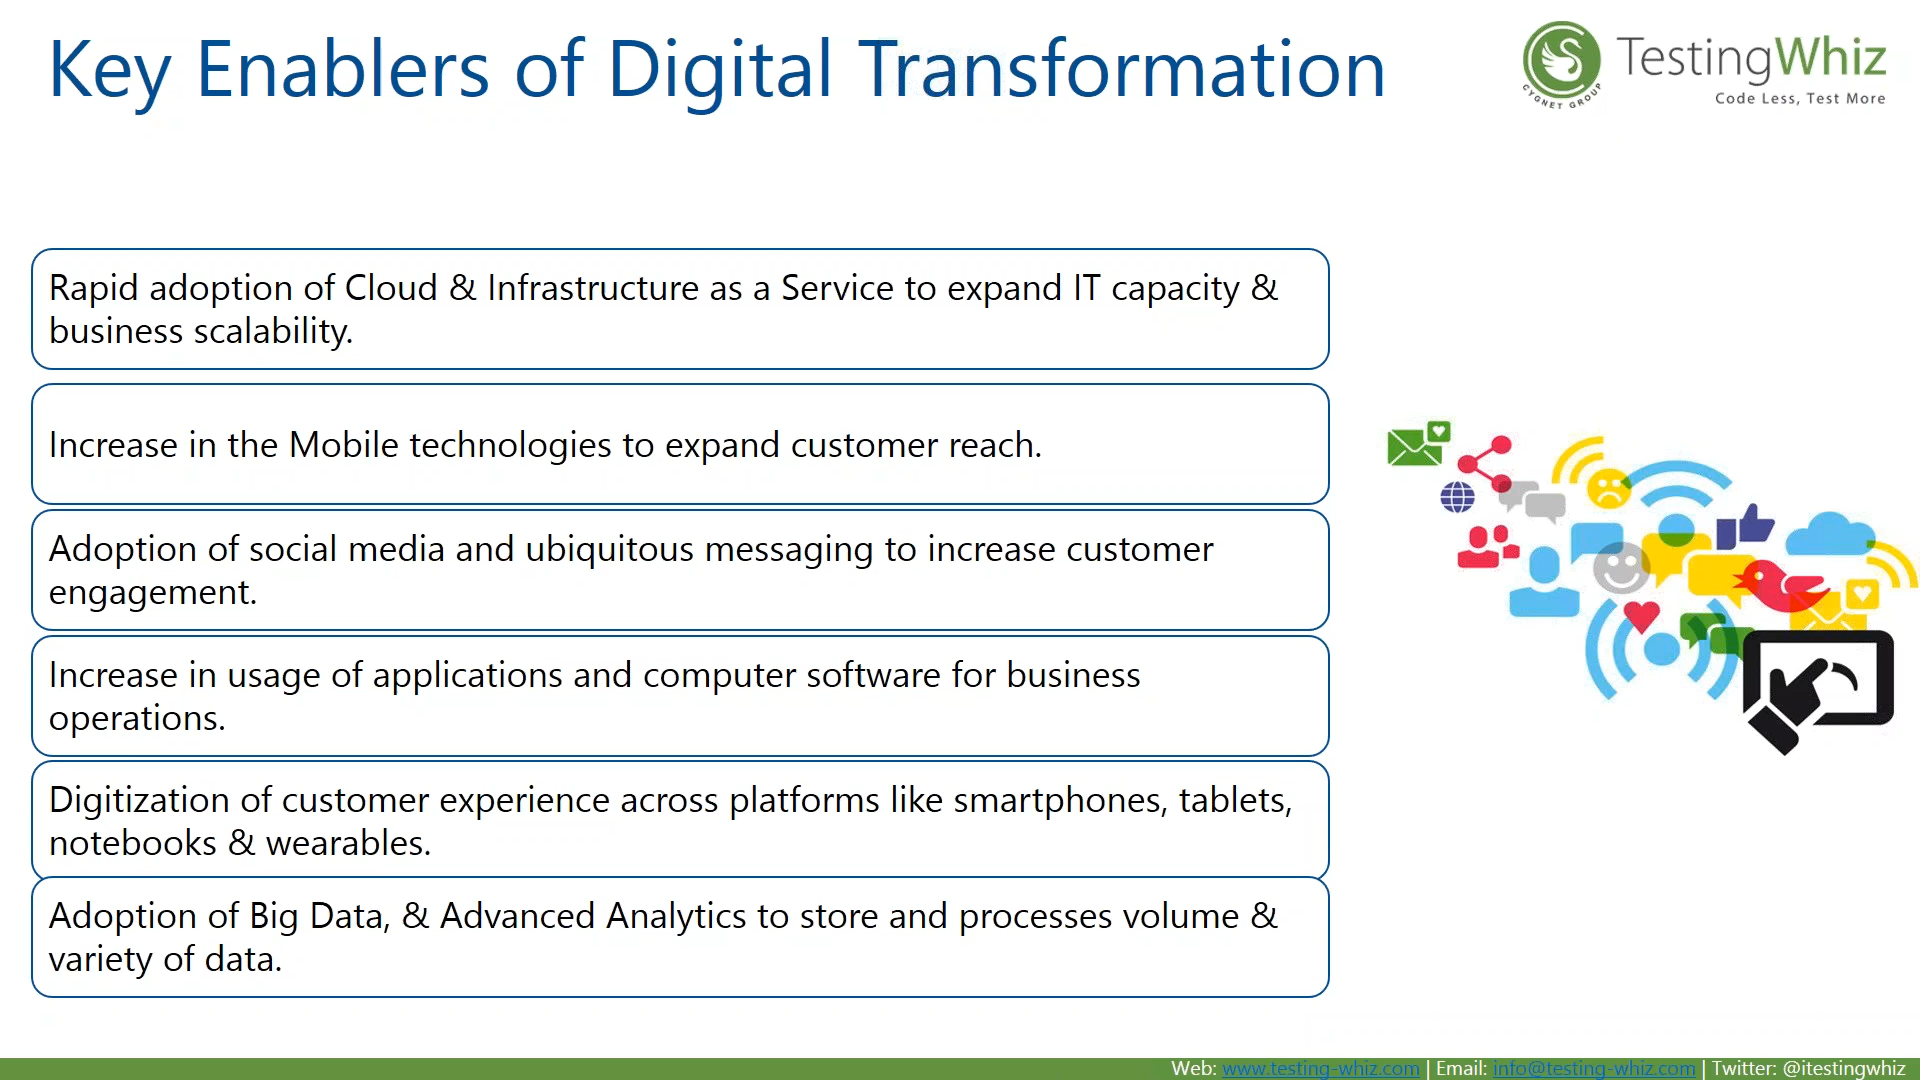 Key Enablers of Digital Transformation
TestingWhiz
Code Less, Test More
CYGNET GROUP
Rapid adoption of Cloud & Infrastructure as a Service to expand IT capacity &
business scalability.
Increase in the Mobile technologies to expand customer reach.
Adoption of social media and ubiquitous messaging to increase customer
engagement.
Increase in usage of applications and computer software for business
operations.
Digitization of customer experience across platforms like smartphones, tablets,
notebooks & wearables.
Adoption of Big Data, & Advanced Analytics to store and processes volume &
variety of data.
Web: www.testing-whiz.com | Email: info@testing-whiz.com | Twitter: @itestingwhiz